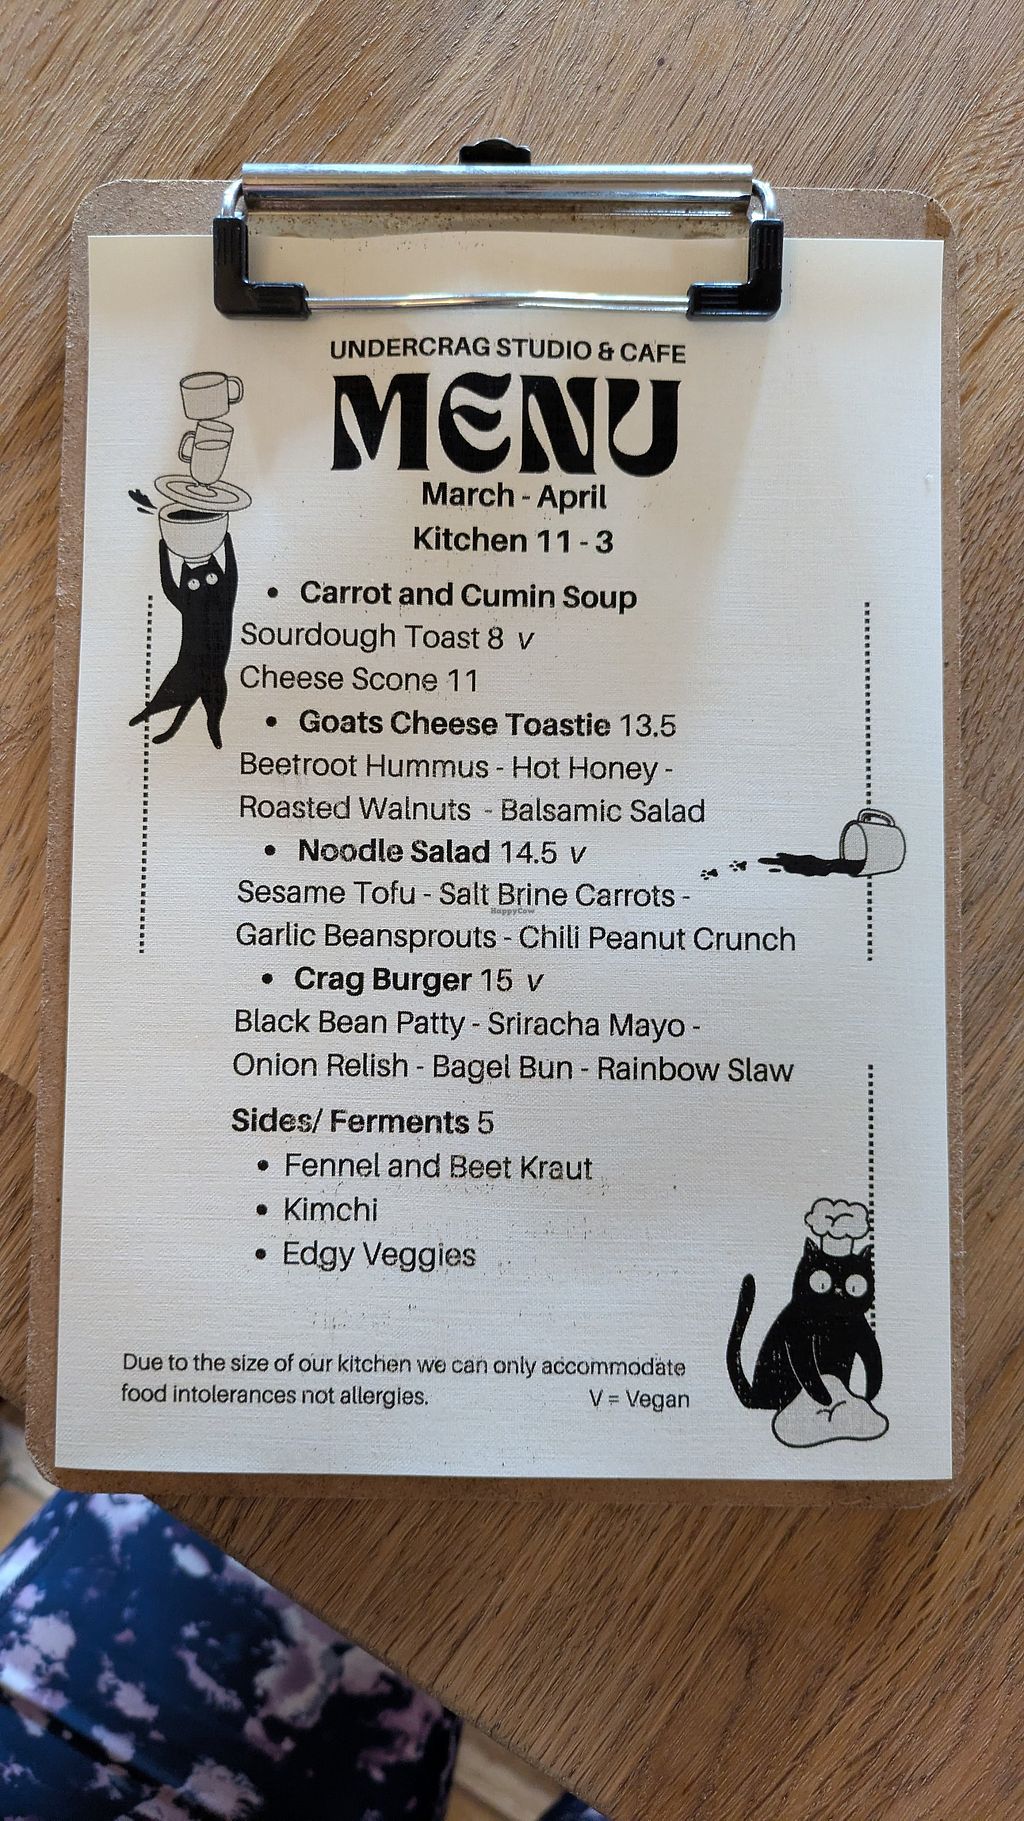 UNDERCRAG STUDIO & CAFE
MENU
March - April
Kitchen 11 - 3
• Carrot and Cumin Soup
Sourdough Toast 8 v
Cheese Scone 11
• Goats Cheese Toastie 13.5
Beetroot Hummus - Hot Honey -
Roasted Walnuts - Balsamic Salad
• Noodle Salad 14.5 v
Sesame Tofu - Salt Brine Carrots -
HappyCow
Garlic Beansprouts - Chili Peanut Crunch
• Crag Burger 15 v
Black Bean Patty - Sriracha Mayo -
Onion Relish - Bagel Bun - Rainbow Slaw
Sides/ Ferments 5
• Fennel and Beet Kraut
• Kimchi
• Edgy Veggies
Due to the size of our kitchen we can only accommodate
food intolerances not allergies.
V = Vegan